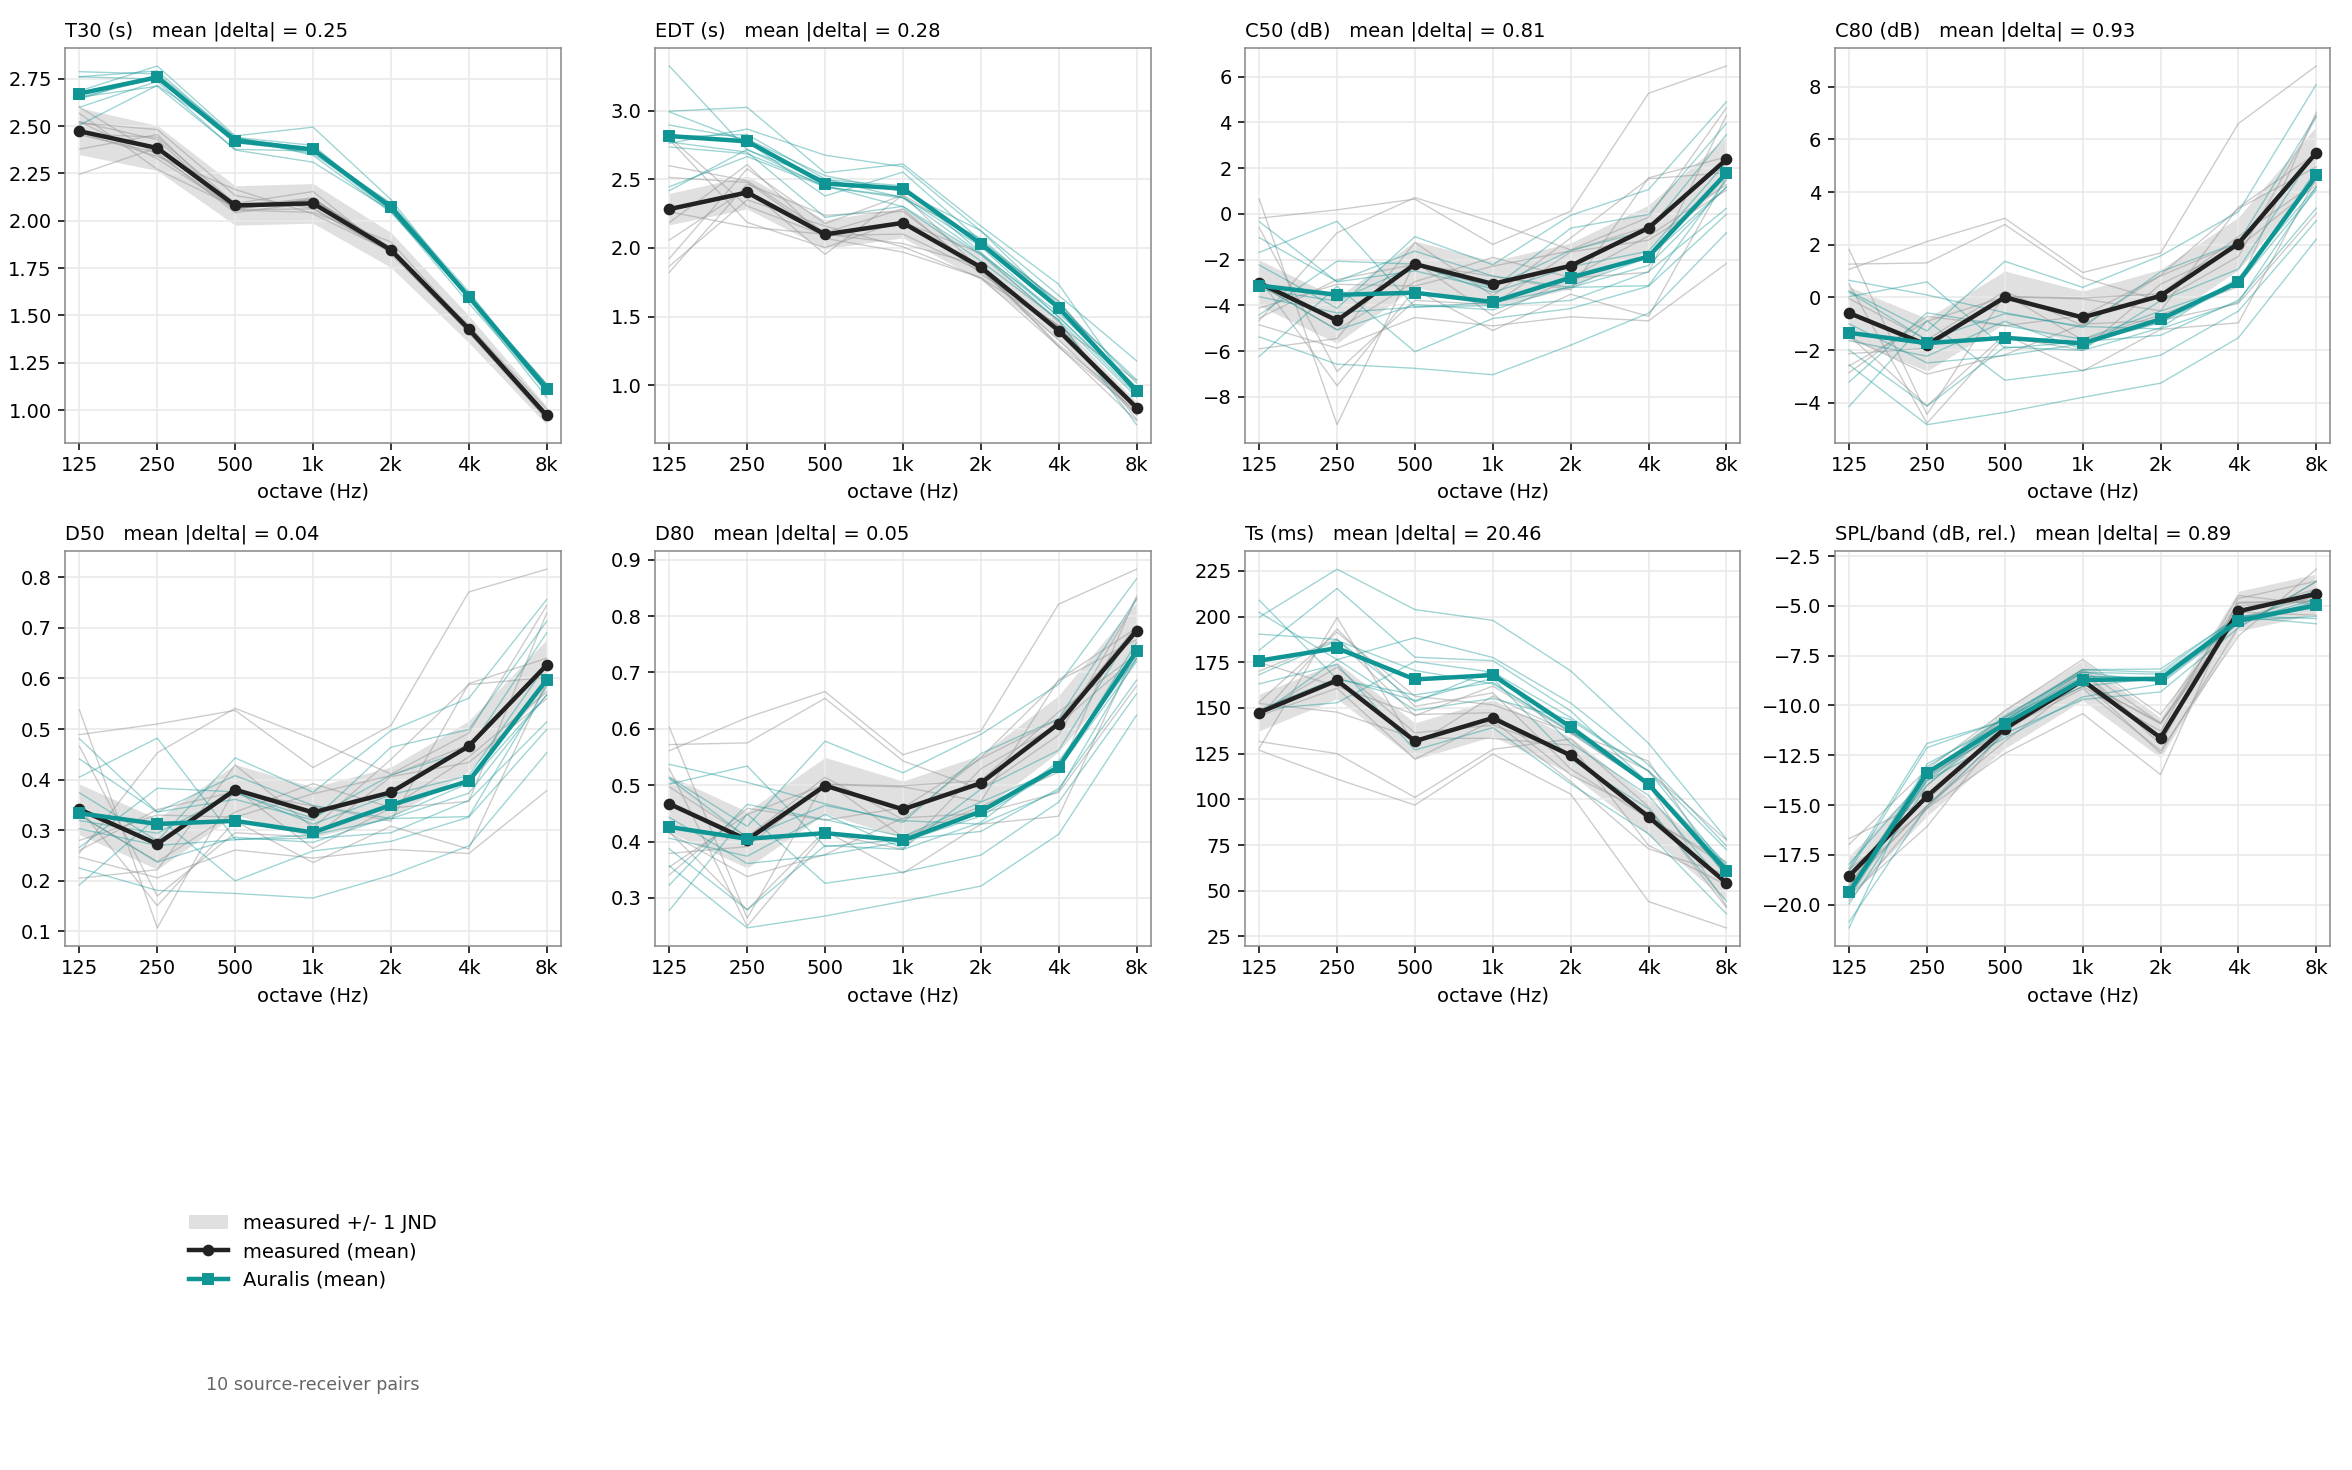 T30 (s)   mean |delta| = 0.25
2.75
2.50
2.25
2.00
1.75
1.50
1.25
1.00
125 250 500 1k 2k 4k 8k
octave (Hz)
EDT (s)   mean |delta| = 0.28
3.0
2.5
2.0
1.5
1.0
125 250 500 1k 2k 4k 8k
octave (Hz)
C50 (dB)   mean |delta| = 0.81
6
4
2
0
−2
−4
−6
−8
125 250 500 1k 2k 4k 8k
octave (Hz)
C80 (dB)   mean |delta| = 0.93
8
6
4
2
0
−2
−4
125 250 500 1k 2k 4k 8k
octave (Hz)
D50   mean |delta| = 0.04
0.8
0.7
0.6
0.5
0.4
0.3
0.2
0.1
125 250 500 1k 2k 4k 8k
octave (Hz)
D80   mean |delta| = 0.05
0.9
0.8
0.7
0.6
0.5
0.4
0.3
125 250 500 1k 2k 4k 8k
octave (Hz)
Ts (ms)   mean |delta| = 20.46
225
200
175
150
125
100
75
50
25
125 250 500 1k 2k 4k 8k
octave (Hz)
SPL/band (dB, rel.)   mean |delta| = 0.89
−2.5
−5.0
−7.5
−10.0
−12.5
−15.0
−17.5
−20.0
125 250 500 1k 2k 4k 8k
octave (Hz)
measured +/- 1 JND
measured (mean)
Auralis (mean)
10 source-receiver pairs